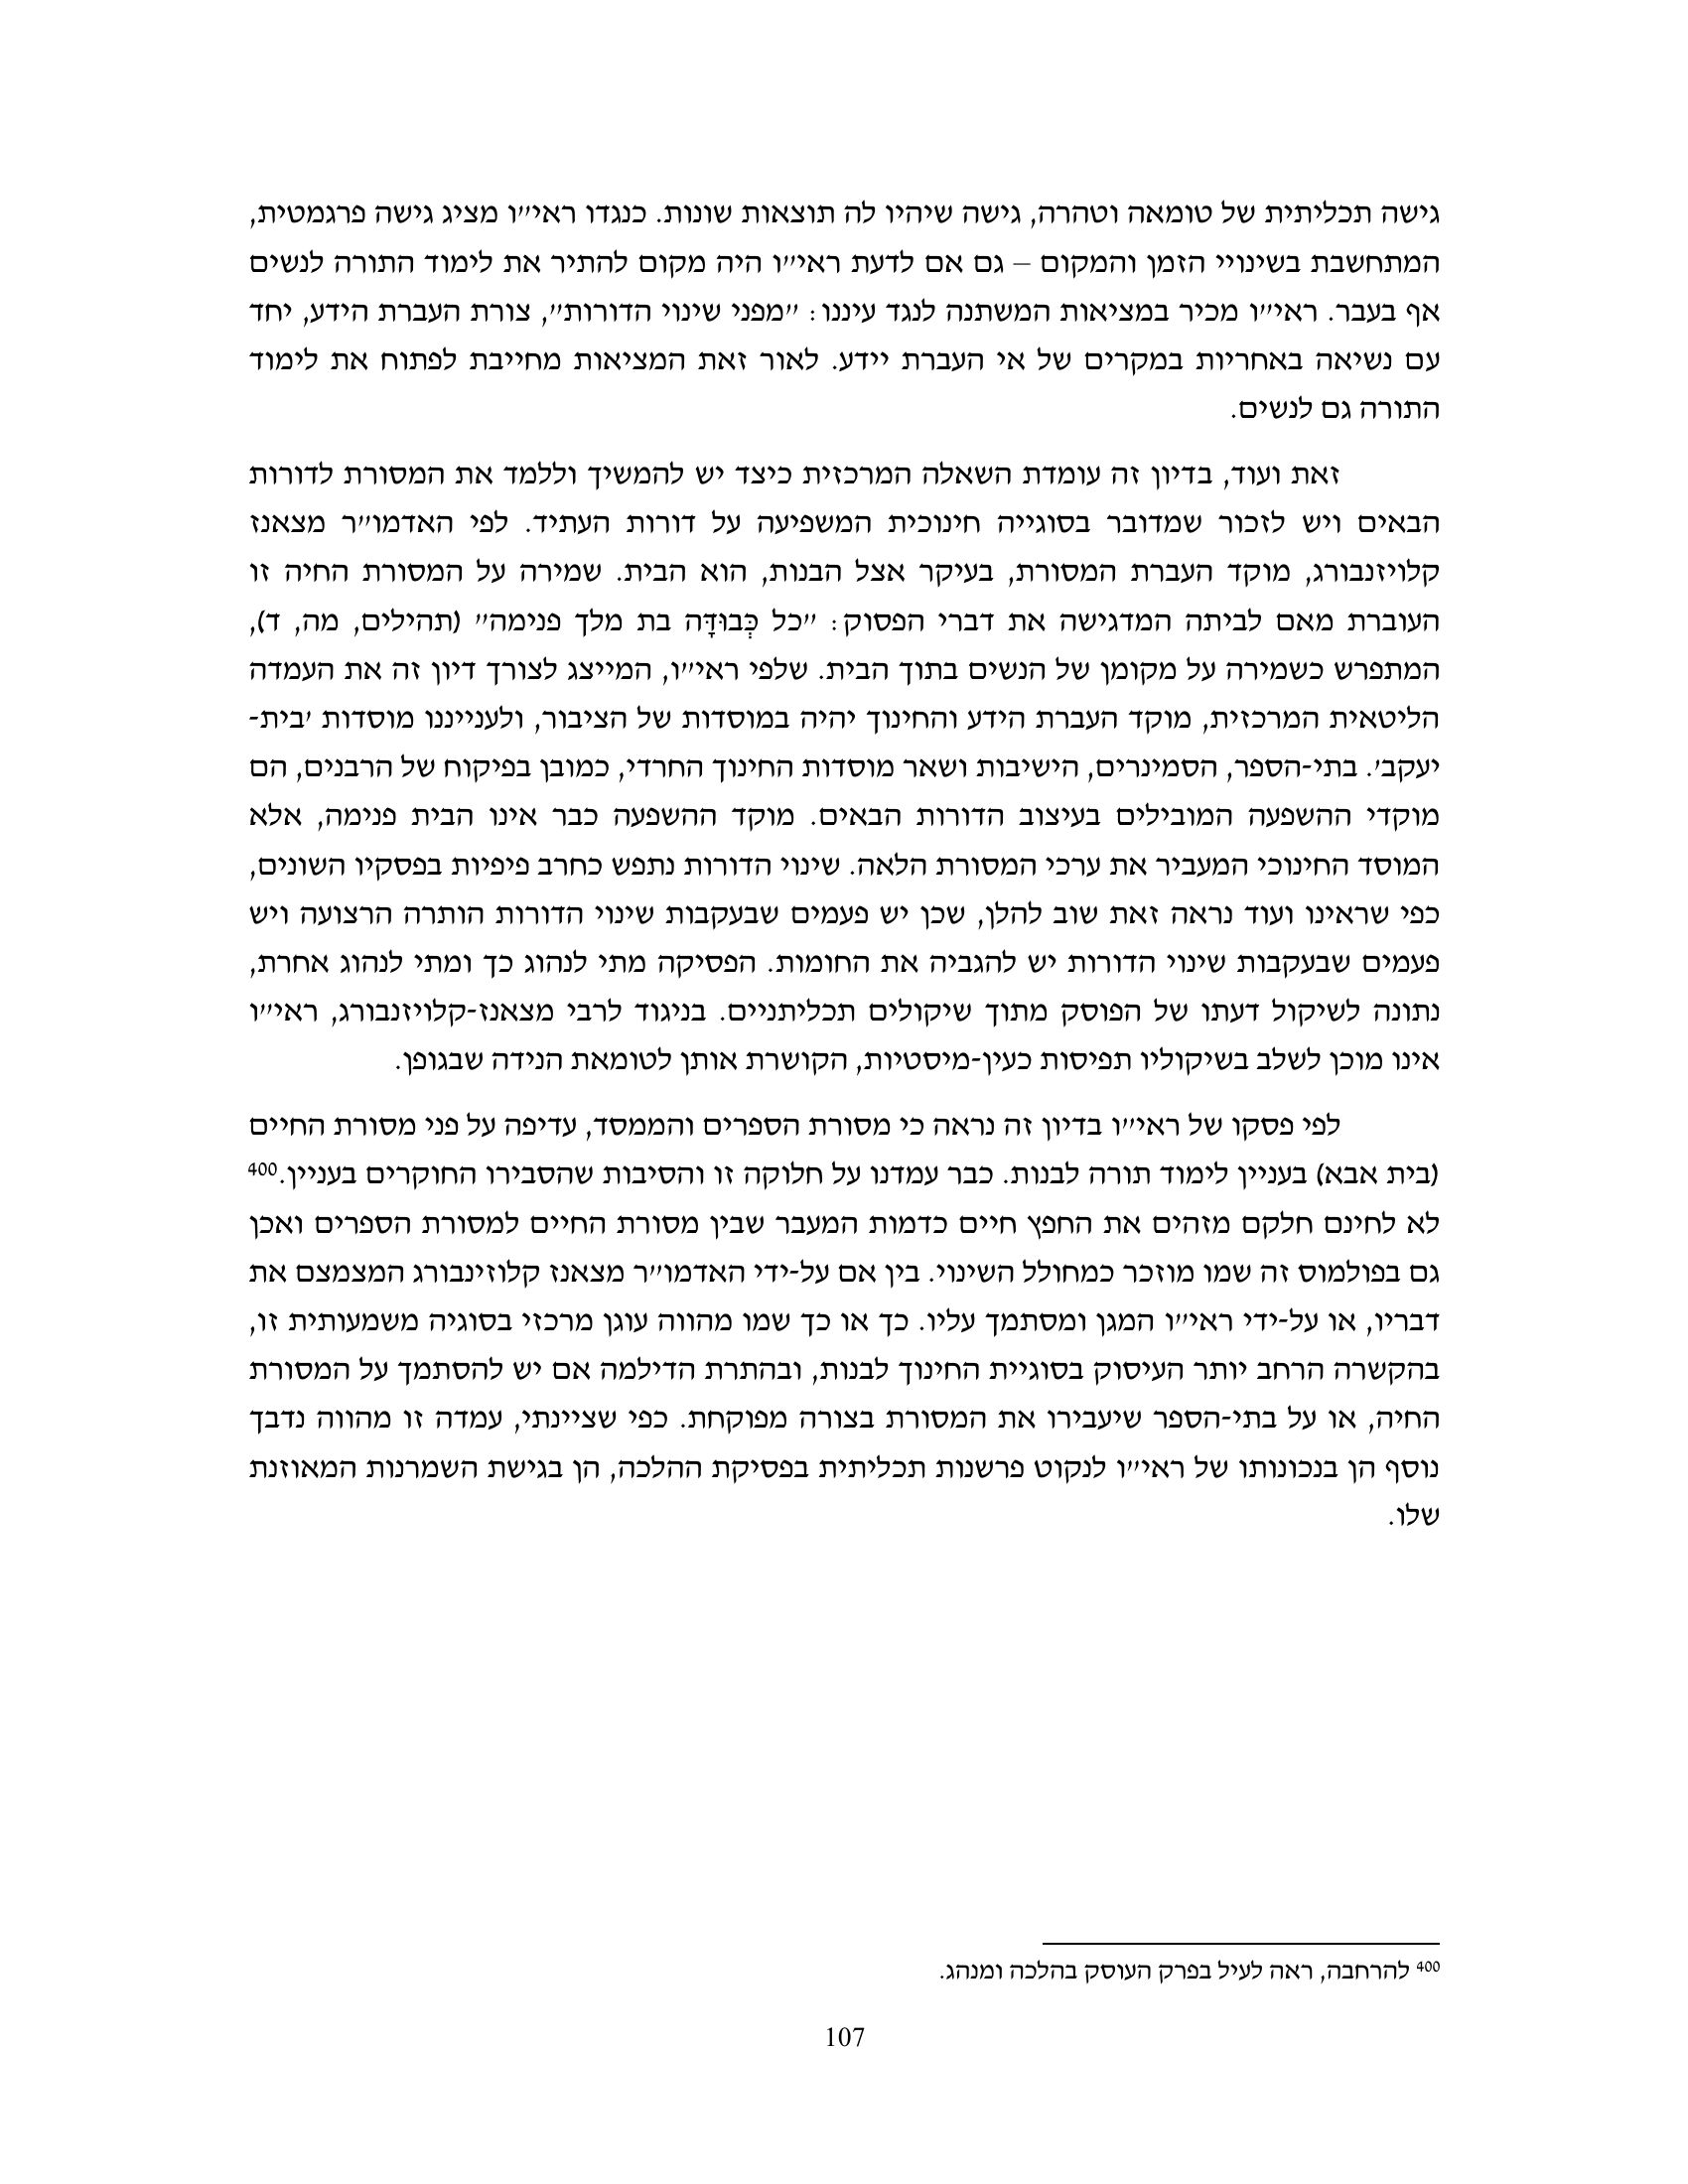 גישה תכליתית של טומאה וטהרה, גישה שיהיו לה תוצאות שונות. כנגדו ראי״ו מציג גישה פרגמטית,
המתחשבת בשינויי הזמן והמקום – גם אם לדעת ראי״ו היה מקום להתיר את לימוד התורה לנשים
אף בעבר. ראי״ו מכיר במציאות המשתנה לנגד עיננו: ״מפני שינוי הדורות״, צורת העברת הידע, יחד
עם נשיאה באחריות במקרים של אי העברת יידע. לאור זאת המציאות מחייבת לפתוח את לימוד
התורה גם לנשים.
זאת ועוד, בדיון זה עומדת השאלה המרכזית כיצד יש להמשיך וללמד את המסורת לדורות
הבאים ויש לזכור שמדובר בסוגייה חינוכית המשפיעה על דורות העתיד. לפי האדמו״ר מצאנז
קלויזנבורג, מוקד העברת המסורת, בעיקר אצל הבנות, הוא הבית. שמירה על המסורת החיה זו
העוברת מאם לביתה המדגישה את דברי הפסוק: ״כל כְּבוּדָּה בת מלך פנימה״ (תהילים, מה, ד),
המתפרש כשמירה על מקומן של הנשים בתוך הבית. שלפי ראי״ו, המייצג לצורך דיון זה את העמדה
הליטאית המרכזית, מוקד העברת הידע והחינוך יהיה במוסדות של הציבור, ולענייננו מוסדות ׳בית-
יעקב׳. בתי-הספר, הסמינרים, הישיבות ושאר מוסדות החינוך החרדי, כמובן בפיקוח של הרבנים, הם
מוקדי ההשפעה המובילים בעיצוב הדורות הבאים. מוקד ההשפעה כבר אינו הבית פנימה, אלא
המוסד החינוכי המעביר את ערכי המסורת הלאה. שינוי הדורות נתפש כחרב פיפיות בפסקיו השונים,
כפי שראינו ועוד נראה זאת שוב להלן, שכן יש פעמים שבעקבות שינוי הדורות הותרה הרצועה ויש
פעמים שבעקבות שינוי הדורות יש להגביה את החומות. הפסיקה מתי לנהוג כך ומתי לנהוג אחרת,
נתונה לשיקול דעתו של הפוסק מתוך שיקולים תכליתניים. בניגוד לרבי מצאנז-קלויזנבורג, ראי״ו
אינו מוכן לשלב בשיקוליו תפיסות כעין-מיסטיות, הקושרת אותן לטומאת הנידה שבגופן.
לפי פסקו של ראי״ו בדיון זה נראה כי מסורת הספרים והממסד, עדיפה על פני מסורת החיים
(בית אבא) בעניין לימוד תורה לבנות. כבר עמדנו על חלוקה זו והסיבות שהסבירו החוקרים בעניין.400
לא לחינם חלקם מזהים את החפץ חיים כדמות המעבר שבין מסורת החיים למסורת הספרים ואכן
גם בפולמוס זה שמו מוזכר כמחולל השינוי. בין אם על-ידי האדמו״ר מצאנז קלוזינבורג המצמצם את
דבריו, או על-ידי ראי״ו המגן ומסתמך עליו. כך או כך שמו מהווה עוגן מרכזי בסוגיה משמעותית זו,
בהקשרה הרחב יותר העיסוק בסוגיית החינוך לבנות, ובהתרת הדילמה אם יש להסתמך על המסורת
החיה, או על בתי-הספר שיעבירו את המסורת בצורה מפוקחת. כפי שציינתי, עמדה זו מהווה נדבך
נוסף הן בנכונותו של ראי״ו לנקוט פרשנות תכליתית בפסיקת ההלכה, הן בגישת השמרנות המאוזנת
שלו.
400 להרחבה, ראה לעיל בפרק העוסק בהלכה ומנהג.
107